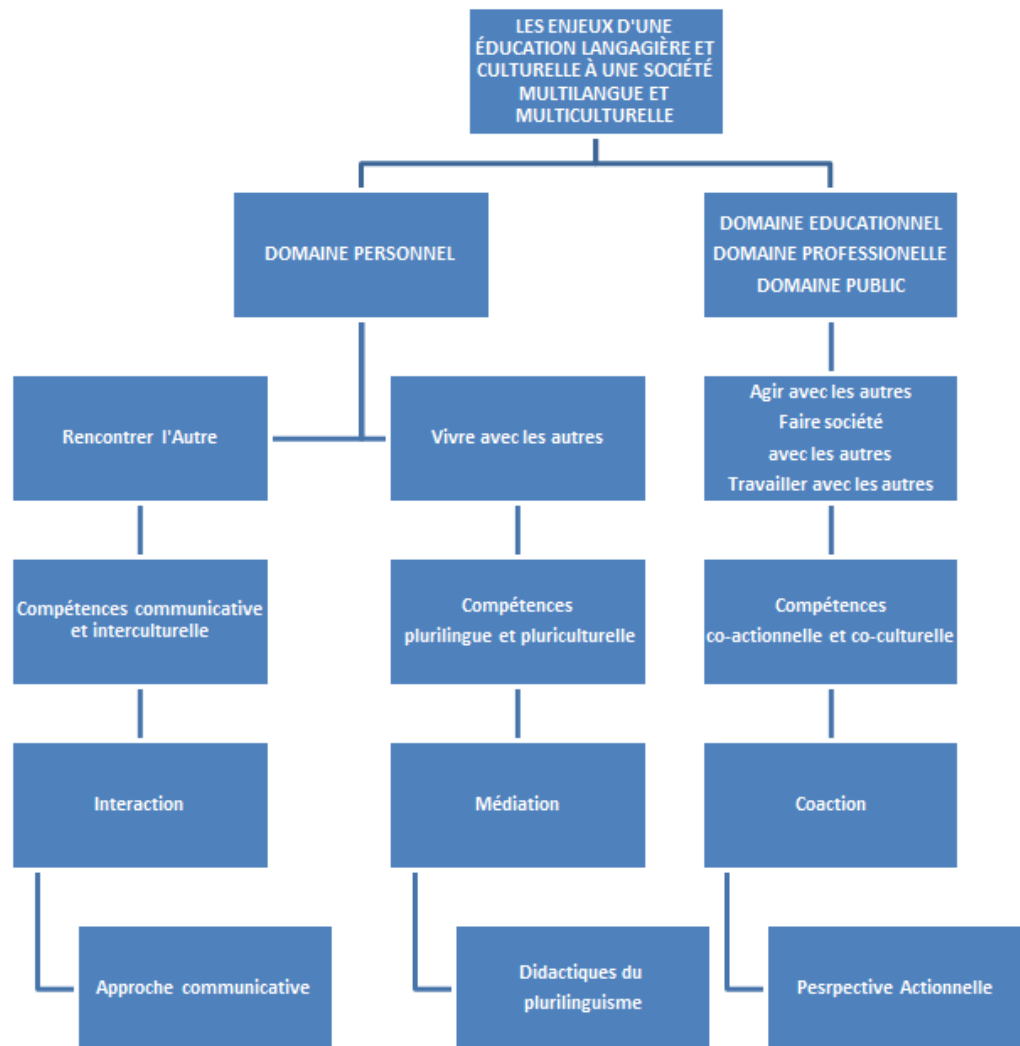 LES ENJEUX D'UNE
ÉDUCATION LANGAGIÈRE ET
CULTURELLE À UNE SOCIÉTÉ
MULTILANGUE ET
MULTICULTURELLE
DOMAINE PERSONNEL
DOMAINE EDUCATIONNEL
DOMAINE PROFESSIONELLE
DOMAINE PUBLIC
Rencontrer l'Autre
Vivre avec les autres
Agir avec les autres
Faire société
avec les autres
Travailler avec les autres
Compétences communicative
et interculturelle
Compétences
plurilingue et pluriculturelle
Compétences
co-actionnelle et co-culturelle
Interaction
Médiation
Coaction
Approche communicative
Didactiques du
plurilinguisme
Pesrpective Actionnelle